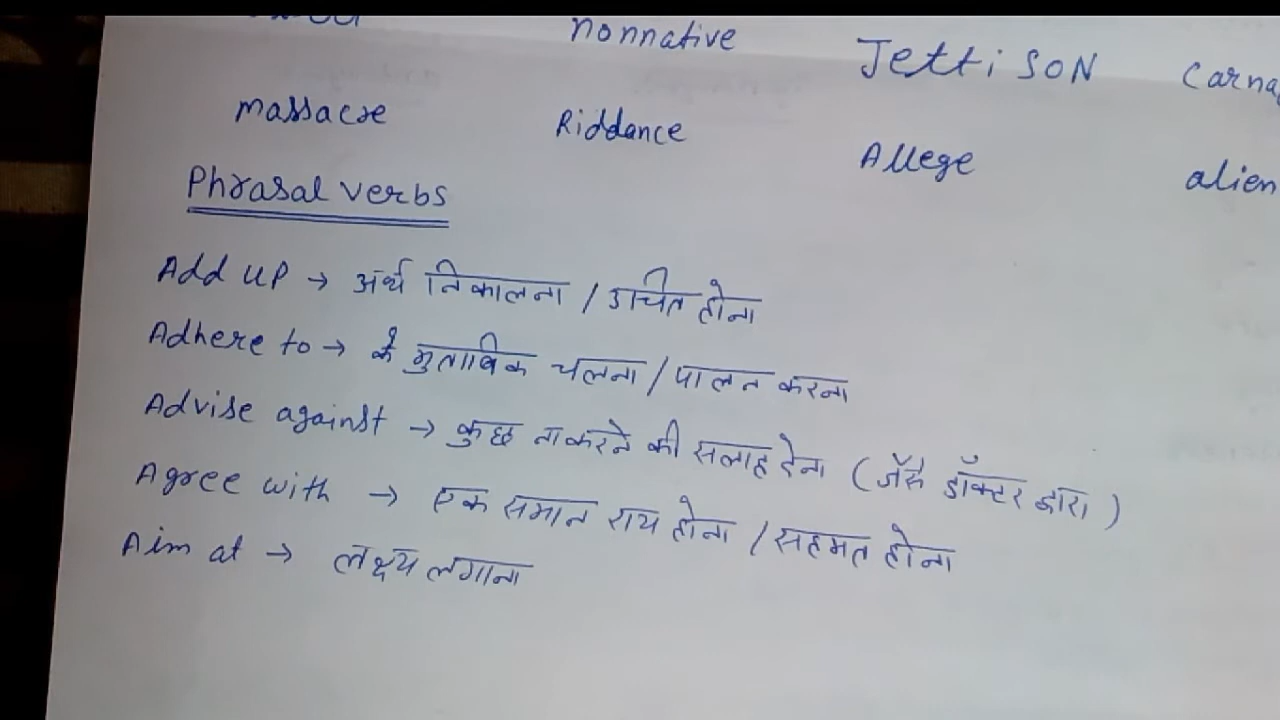 nonnative Jettison
massacre Riddance Allege alien
Phrasal verbs
Add up → अर्थ निकालना / उचित होना
Adhere to → के मुताबिक चलना / पालन करना
Advise against → कुछ ना करने की सलाह देना (जैसे डॉक्टर द्वारा)
Agree with → एक समान राय होना / सहमत होना
Aim at → लक्ष्य लगाना